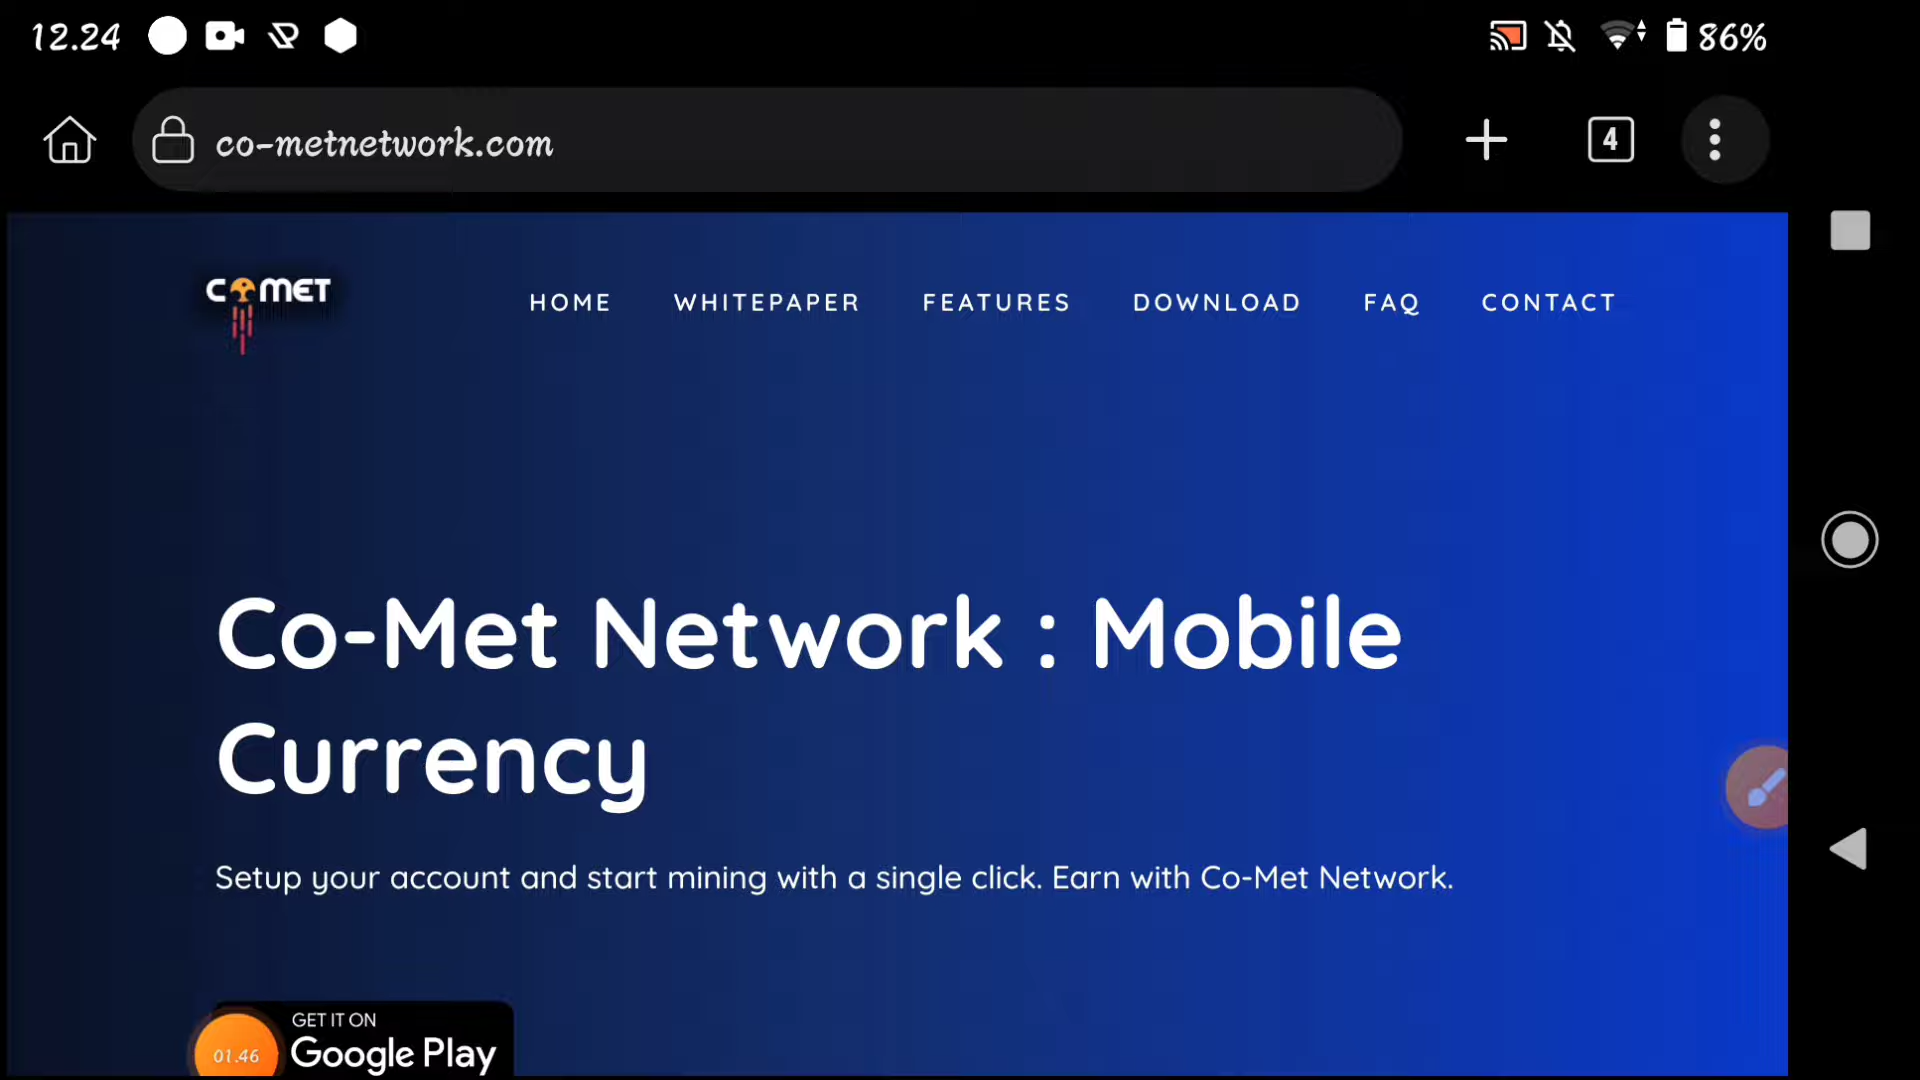 12.24
86%
co-metnetwork.com
4
COMET
HOME WHITEPAPER FEATURES DOWNLOAD FAQ CONTACT
Co-Met Network : Mobile
Currency
Setup your account and start mining with a single click. Earn with Co-Met Network.
GET IT ON
Google Play
01.46